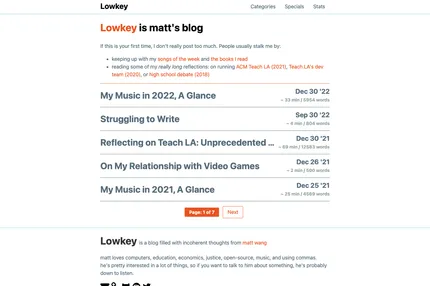 Lowkey
Categories Specials Stats
Lowkey is matt's blog
If this is your first time, I don't really post too much. People usually stalk me by:
keeping up with my songs of the week and the books I read
reading some of my really long reflections: on running ACM Teach LA (2021), Teach LA's dev
team (2020), or high school debate (2018)
My Music in 2022, A Glance
Dec 30 '22
~ 33 min / 5954 words
Struggling to Write
Sep 30 '22
~ 4 min / 804 words
Reflecting on Teach LA: Unprecedented ...
Dec 30 '21
~ 69 min / 12583 words
On My Relationship with Video Games
Dec 26 '21
My Music in 2021, A Glance
Dec 25 '21
~ 25 min / 4589 words
Page: 1 of 7 Next
Lowkey is a blog filled with incoherent thoughts from matt wang.
matt loves computers, education, economics, justice, open-source, music, and using commas.
he's pretty interested in a lot of things, so if you want to talk to him about something, he's probably
down to listen.